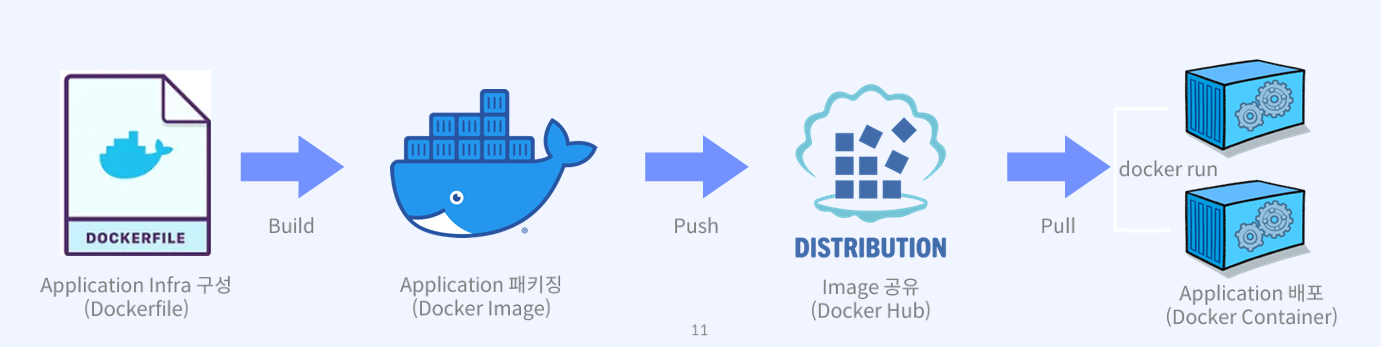 DOCKERFILE
Application Infra 구성
(Dockerfile)
Build
Application 패키징
(Docker Image)
Push
DISTRIBUTION
Image 공유
(Docker Hub)
Pull
docker run
Application 배포
(Docker Container)
11